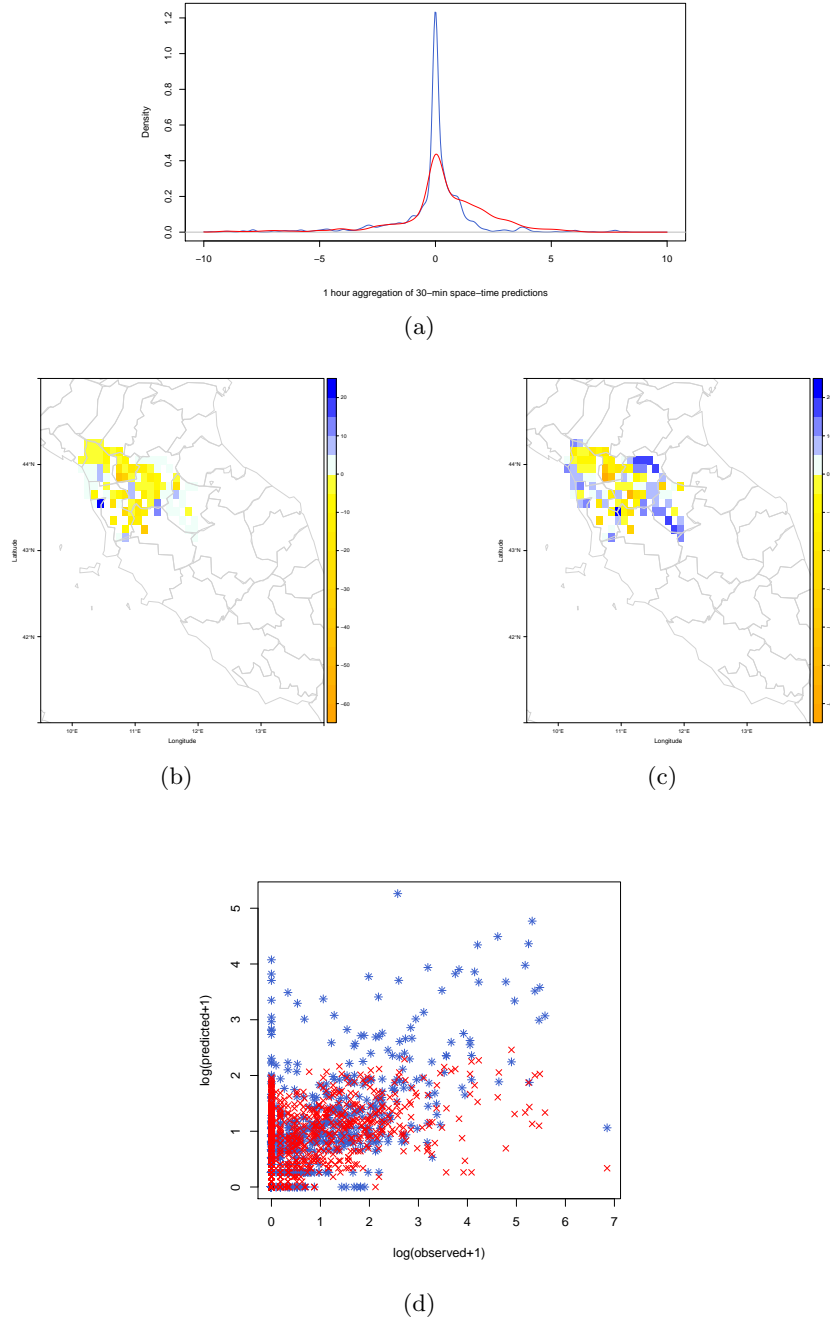 1.2
1.0
0.8
0.6
0.4
0.2
0.0
Density
−10 −5 0 5 10
1 hour aggregation of 30−min space−time predictions
(a)
44°N
43°N
42°N
Latitude
10°E 11°E 12°E 13°E
Longitude
20
10
0
−10
−20
−30
−40
−50
−60
(b)
44°N
43°N
42°N
Latitude
10°E 11°E 12°E 13°E
Longitude
(c)
5
4
3
2
1
0
log(predicted+1)
0 1 2 3 4 5 6 7
log(observed+1)
(d)